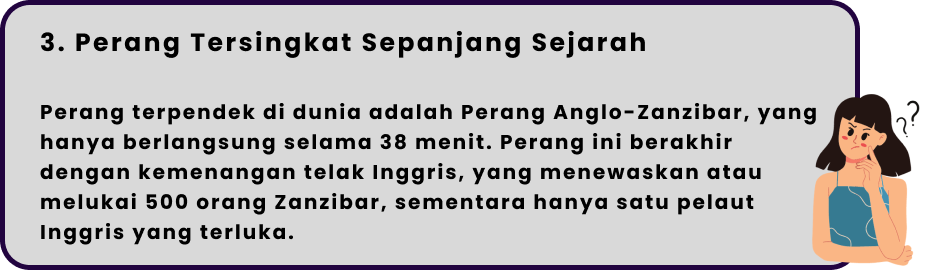 3. Perang Tersingkat Sepanjang Sejarah
Perang terpendek di dunia adalah Perang Anglo-Zanzibar, yang
hanya berlangsung selama 38 menit. Perang ini berakhir
dengan kemenangan telak Inggris, yang menewaskan atau
melukai 500 orang Zanzibar, sementara hanya satu pelaut
Inggris yang terluka.
??